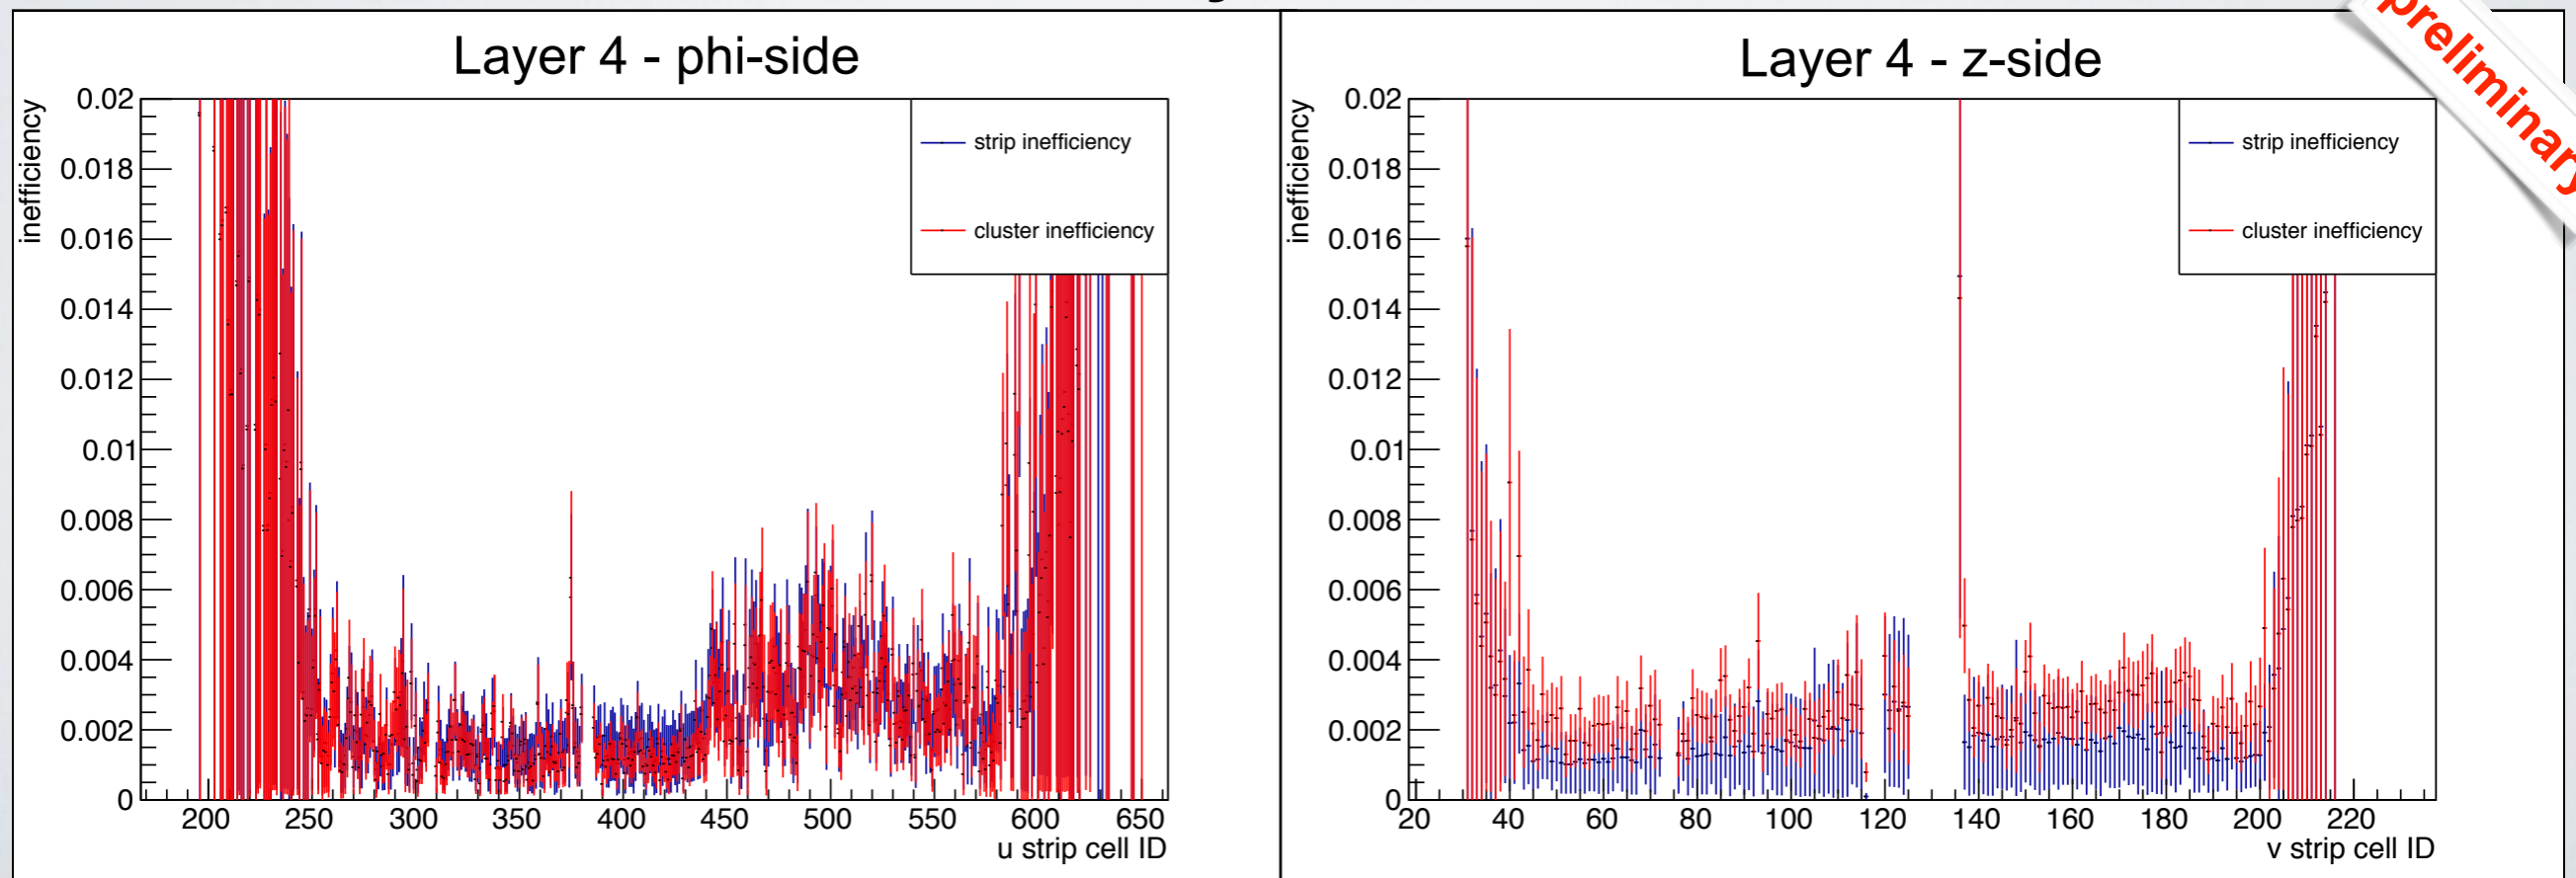 Layer 4 - phi-side
inefficiency
0.02
0.018
0.016
0.014
0.012
0.01
0.008
0.006
0.004
0.002
0
200 250 300 350 400 450 500 550 600 650
u strip cell ID
strip inefficiency
cluster inefficiency
Layer 4 - z-side
inefficiency
0.02
0.018
0.016
0.014
0.012
0.01
0.008
0.006
0.004
0.002
0
20 40 60 80 100 120 140 160 180 200 220
v strip cell ID
strip inefficiency
cluster inefficiency
preliminary